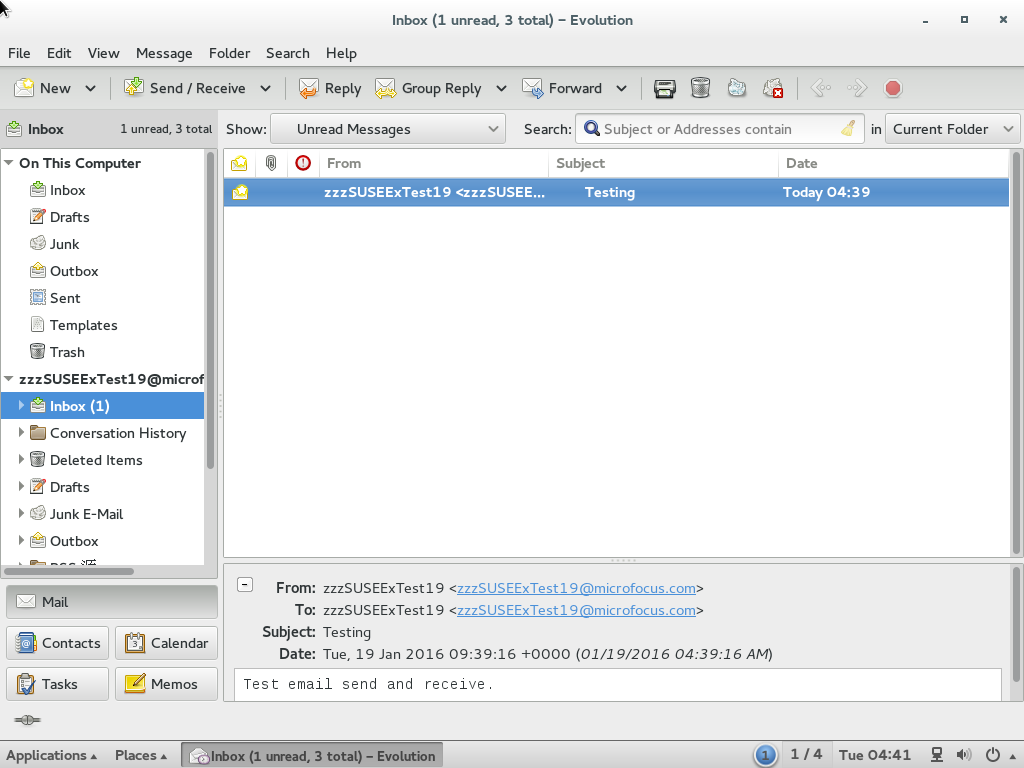 Inbox (1 unread, 3 total) – Evolution
File Edit View Message Folder Search Help
New Send / Receive Reply Group Reply Forward
Inbox 1 unread, 3 total Show: Unread Messages Search: Subject or Addresses contain in Current Folder
On This Computer
Inbox
Drafts
Junk
Outbox
Sent
Templates
Trash
zzzSUSEExTest19@microf
Inbox (1)
Conversation History
Deleted Items
Drafts
Junk E-Mail
Outbox
From Subject Date
zzzSUSEExTest19 <zzzSUSEE... Testing Today 04:39
From: zzzSUSEExTest19 <zzzSUSEExTest19@microfocus.com>
To: zzzSUSEExTest19 <zzzSUSEExTest19@microfocus.com>
Subject: Testing
Date: Tue, 19 Jan 2016 09:39:16 +0000 (01/19/2016 04:39:16 AM)
Test email send and receive.
Mail
Contacts Calendar
Tasks Memos
Applications Places Inbox (1 unread, 3 total) – Evolution 1 1 / 4 Tue 04:41